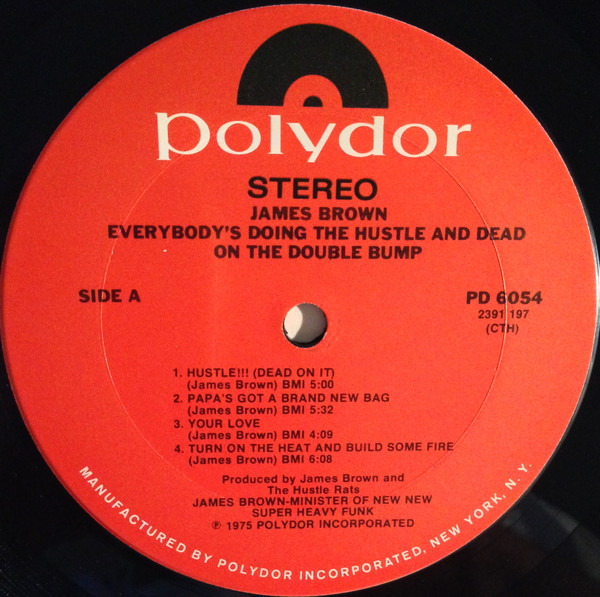 polydor
STEREO
JAMES BROWN
EVERYBODY'S DOING THE HUSTLE AND DEAD
ON THE DOUBLE BUMP
SIDE A
PD 6054
2391 197
(CTH)
1. HUSTLE!!! (DEAD ON IT)
(James Brown) BMI 5:00
2. PAPA'S GOT A BRAND NEW BAG
(James Brown) BMI 5:32
3. YOUR LOVE
(James Brown) BMI 4:09
4. TURN ON THE HEAT AND BUILD SOME FIRE
(James Brown) BMI 6:08
Produced by James Brown and
The Hustle Rats
JAMES BROWN-MINISTER OF NEW NEW
SUPER HEAVY FUNK
℗ 1975 POLYDOR INCORPORATED
MANUFACTURED BY POLYDOR INCORPORATED, NEW YORK, N.Y.